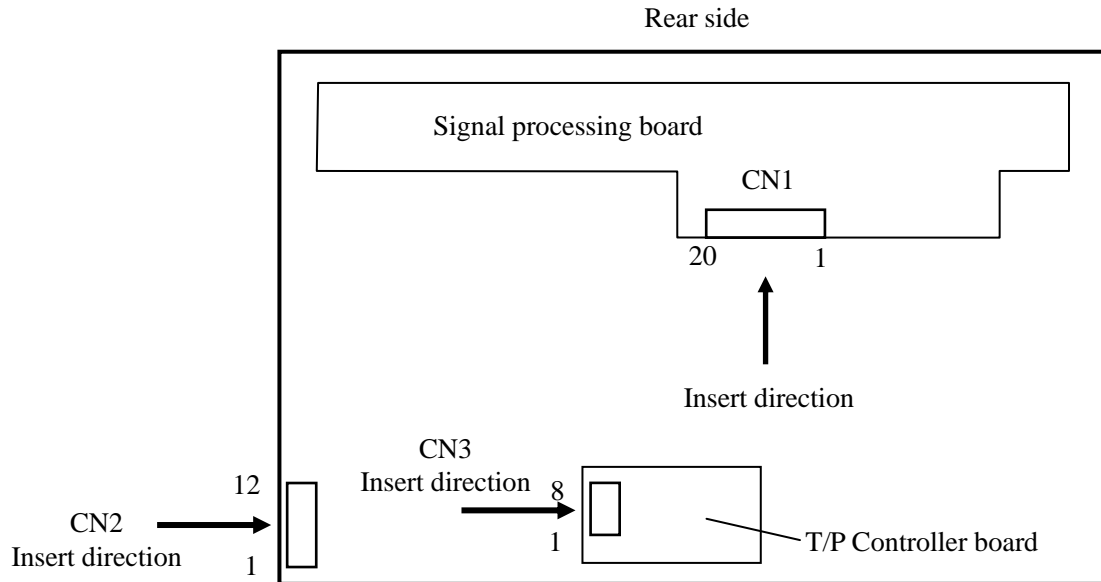 Rear side
Signal processing board
CN1
20
1
Insert direction
CN3
Insert direction
12
8
CN2
Insert direction
1
1
T/P Controller board